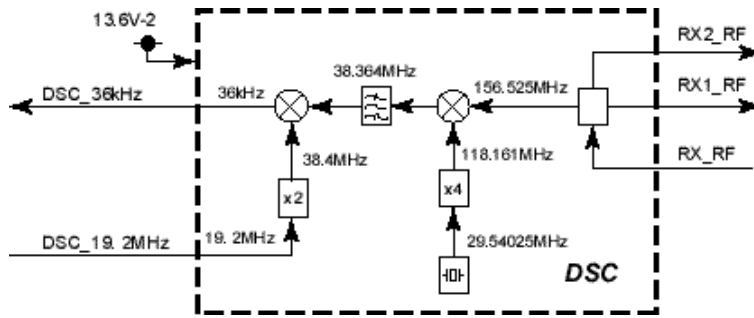 13.6V-2
RX2_RF
38.364MHz
DSC_36kHz
36kHz
156.525MHz
RX1_RF
38.4MHz
118.161MHz
RX_RF
x2
x4
DSC_19. 2MHz
19. 2MHz
29.54025MHz
DSC